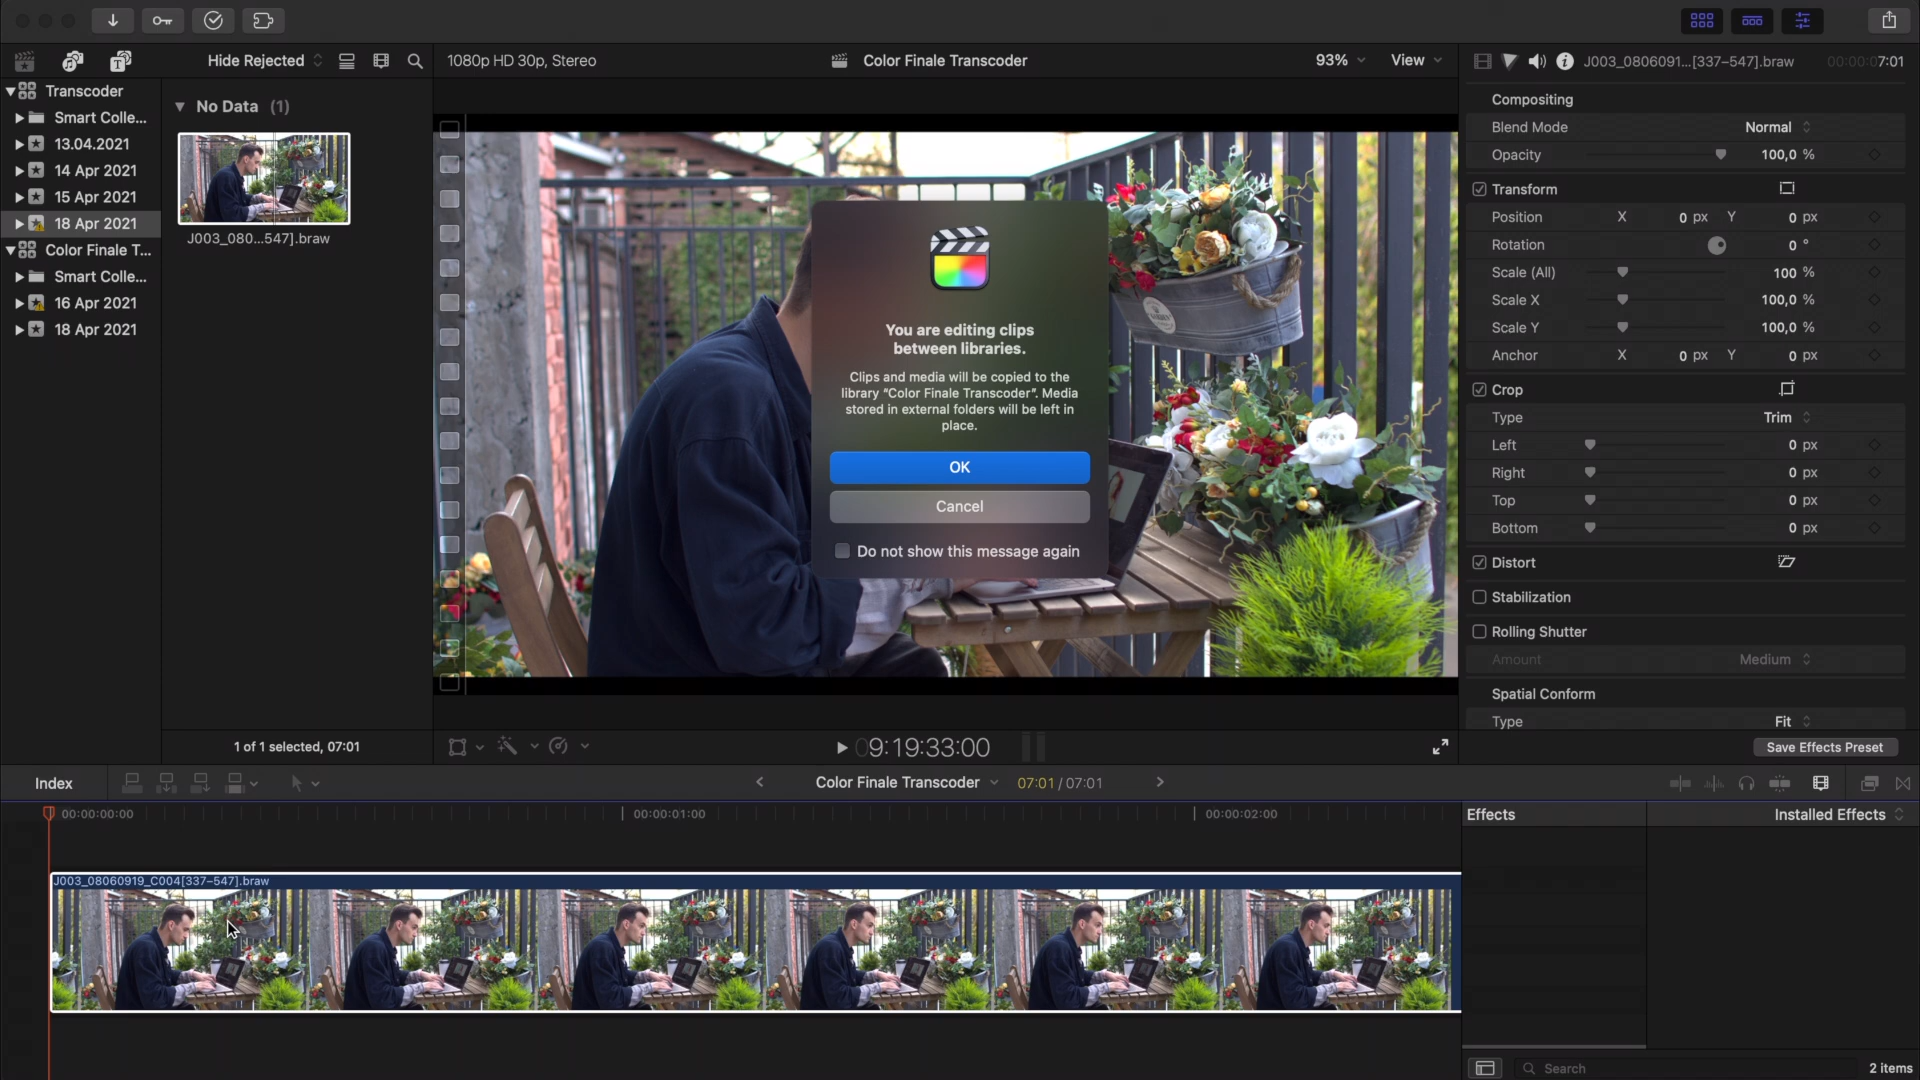 Hide Rejected
1080p HD 30p, Stereo
Color Finale Transcoder
93%
View
J003_0806091...[337–547].braw
00:00:07:01
Transcoder
Smart Colle...
13.04.2021
14 Apr 2021
15 Apr 2021
18 Apr 2021
Color Finale T...
Smart Colle...
16 Apr 2021
18 Apr 2021
No Data (1)
J003_080...547].braw
1 of 1 selected, 07:01
You are editing clips
between libraries.
Clips and media will be copied to the
library “Color Finale Transcoder”. Media
stored in external folders will be left in
place.
OK
Cancel
Do not show this message again
09:19:33:00
Compositing
Blend Mode Normal
Opacity 100,0 %
Transform
Position X 0 px Y 0 px
Rotation 0 °
Scale (All) 100 %
Scale X 100,0 %
Scale Y 100,0 %
Anchor X 0 px Y 0 px
Crop
Type Trim
Left 0 px
Right 0 px
Top 0 px
Bottom 0 px
Distort
Stabilization
Rolling Shutter
Amount Medium
Spatial Conform
Type Fit
Save Effects Preset
Index
Color Finale Transcoder
07:01 / 07:01
00:00:00:00
00:00:01:00
00:00:02:00
J003_08060919_C004[337–547].braw
Effects
Installed Effects
Search
2 items